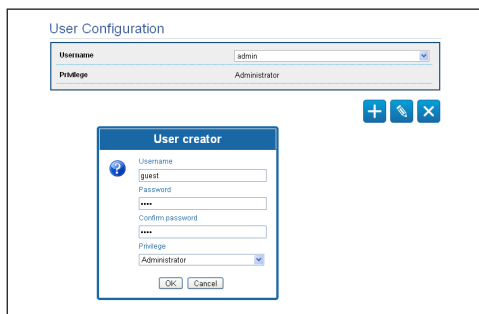 User Configuration
Username admin
Privilege Administrator
User creator
Username
guest
Password
••••
Confirm password
••••
Privilege
Administrator
OK Cancel